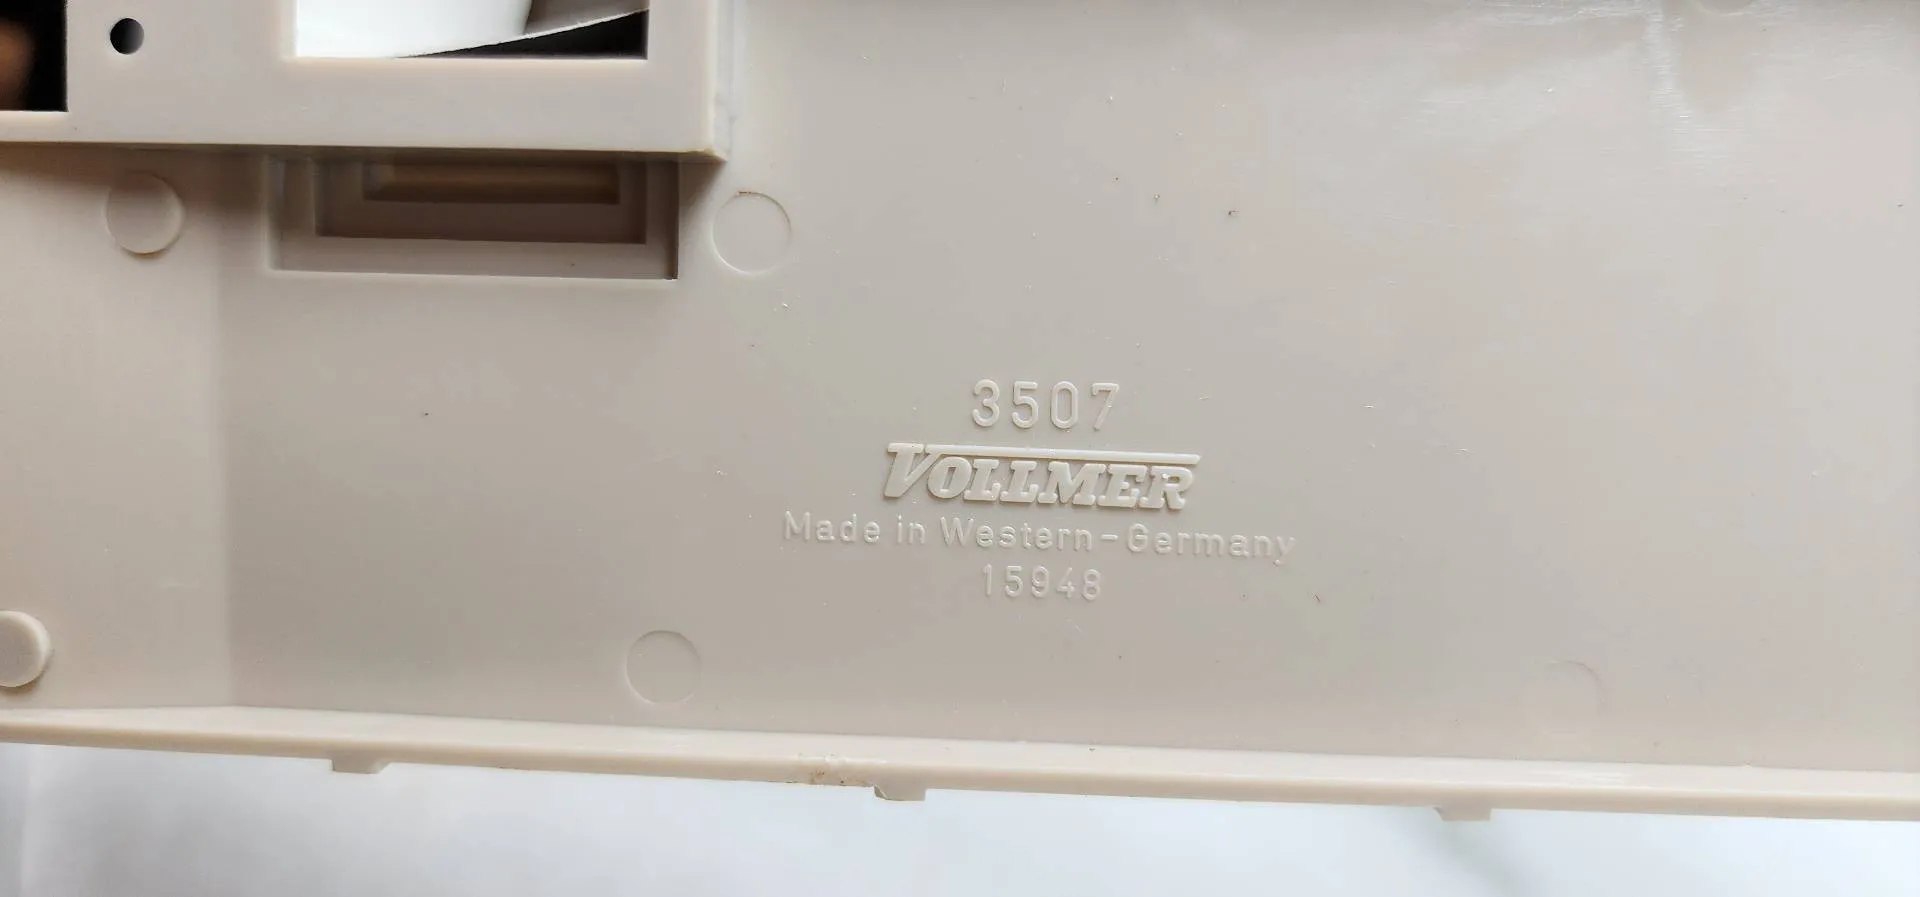 3507
VOLLMER
Made in Western-Germany
15948